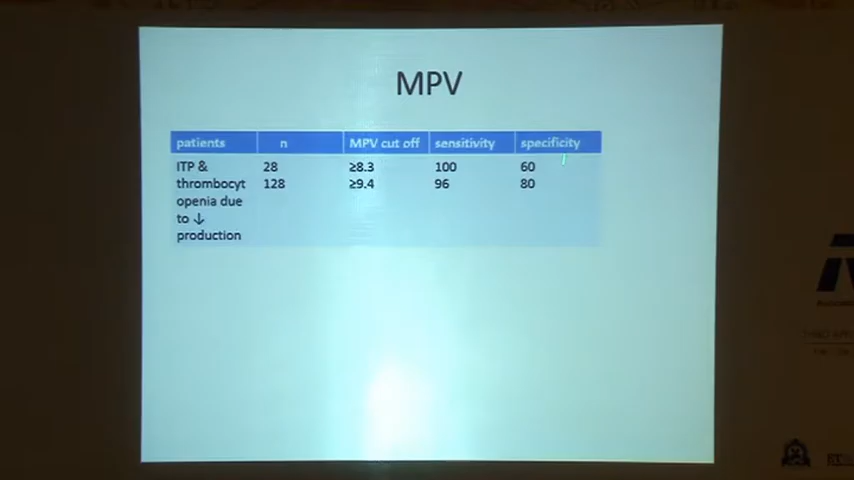 MPV
patients n MPV cut off sensitivity specificity
ITP & 28 ≥8.3 100 60
thrombocyt 128 ≥9.4 96 80
openia due
to ↓
production